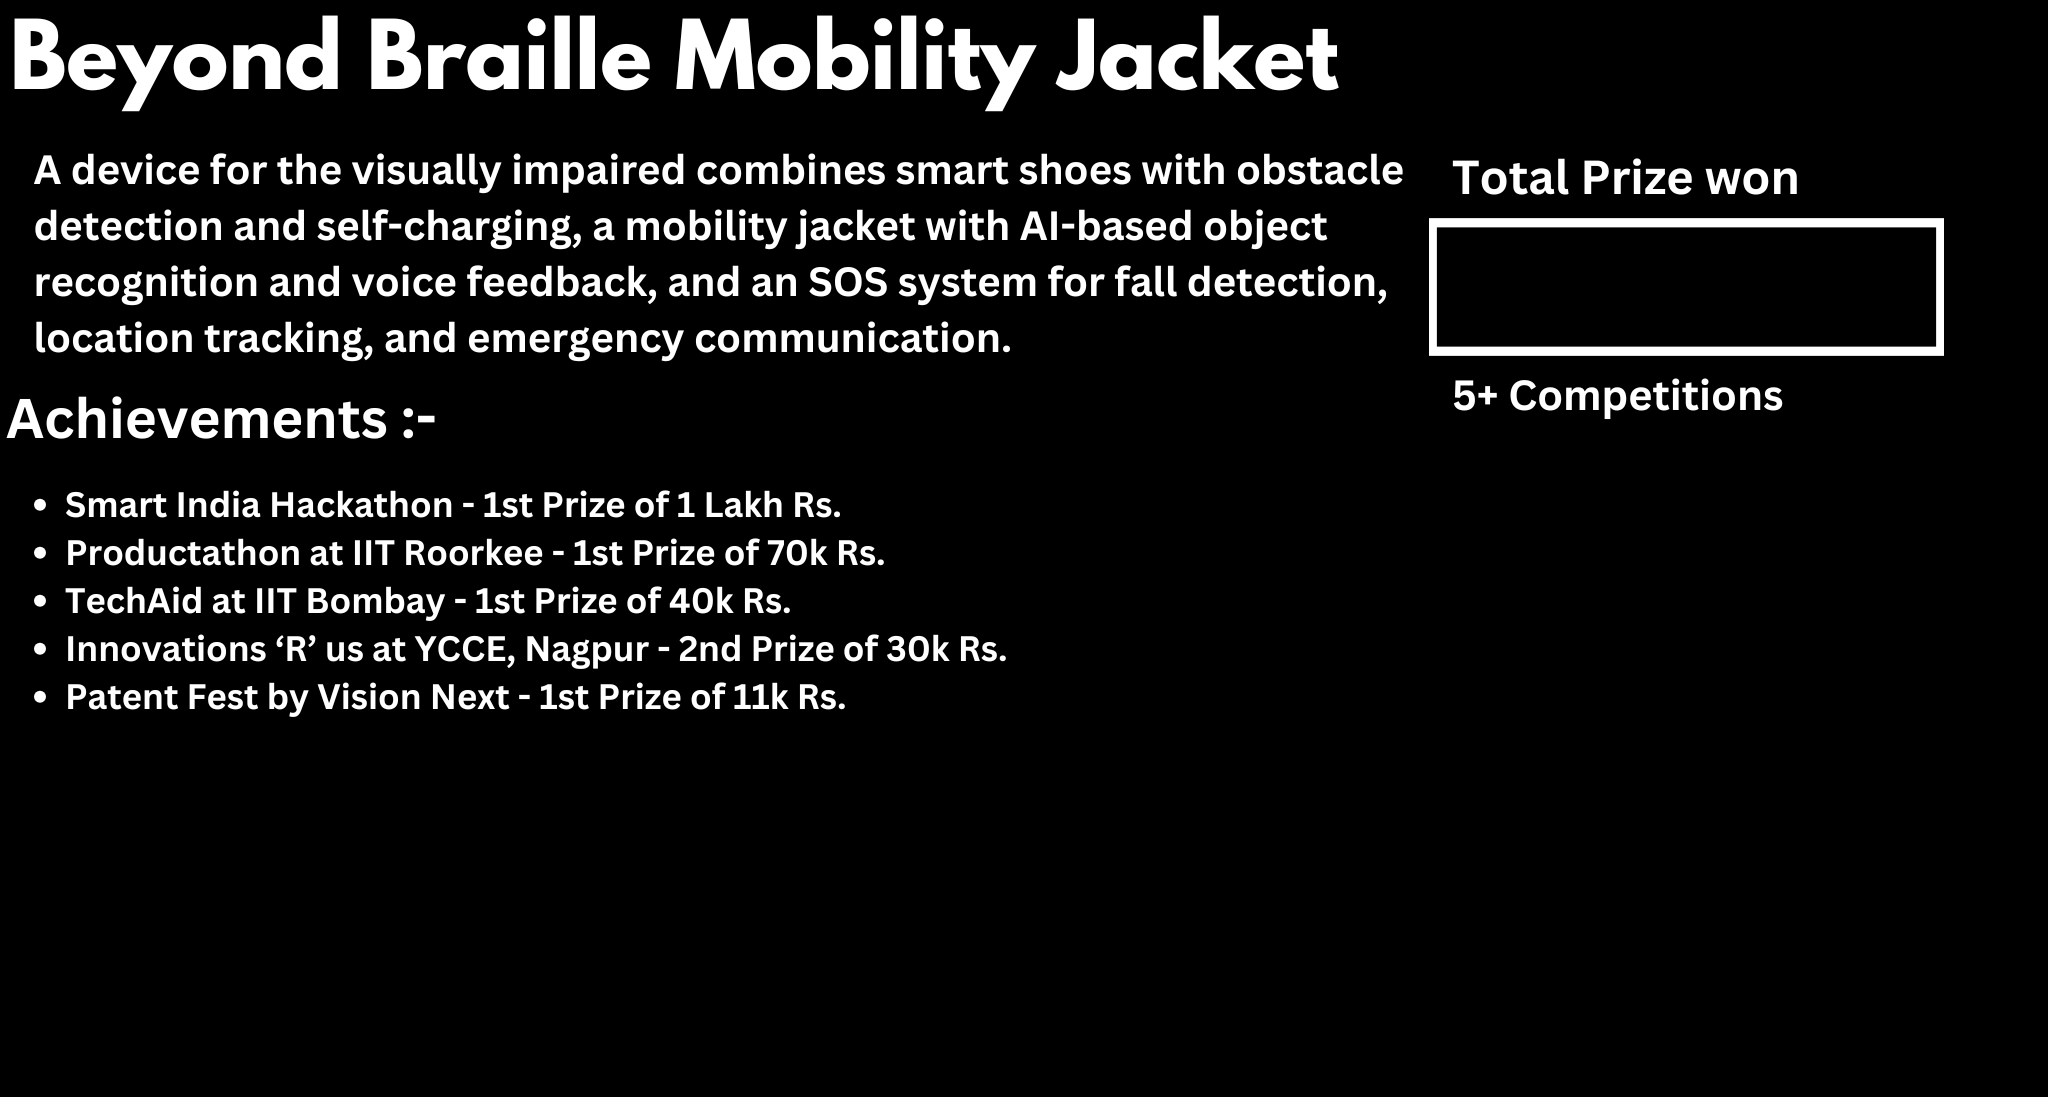 Beyond Braille Mobility Jacket
A device for the visually impaired combines smart shoes with obstacle
detection and self-charging, a mobility jacket with AI-based object
recognition and voice feedback, and an SOS system for fall detection,
location tracking, and emergency communication.
Total Prize won
5+ Competitions
Achievements :-
• Smart India Hackathon - 1st Prize of 1 Lakh Rs.
• Productathon at IIT Roorkee - 1st Prize of 70k Rs.
• TechAid at IIT Bombay - 1st Prize of 40k Rs.
• Innovations ‘R’ us at YCCE, Nagpur - 2nd Prize of 30k Rs.
• Patent Fest by Vision Next - 1st Prize of 11k Rs.